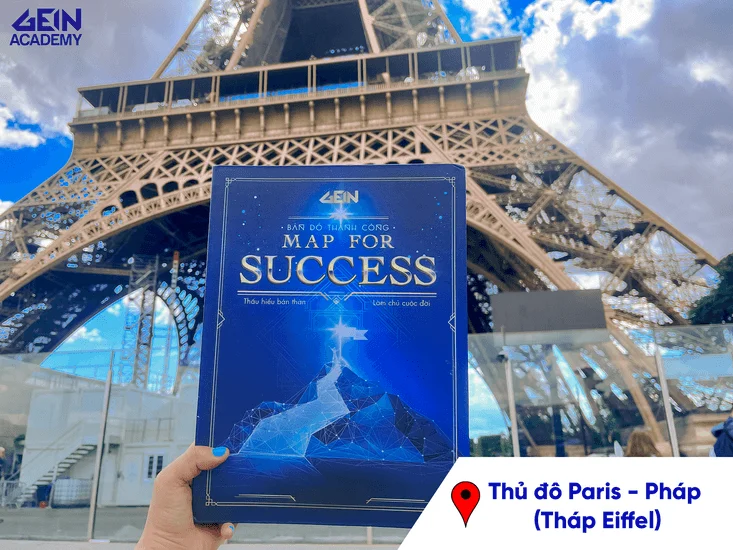 GEIN
ACADEMY
GEIN
BẢN ĐỒ THÀNH CÔNG
MAP FOR
SUCCESS
Thấu hiểu bản thân
Làm chủ cuộc đời
Thủ đô Paris - Pháp
(Tháp Eiffel)